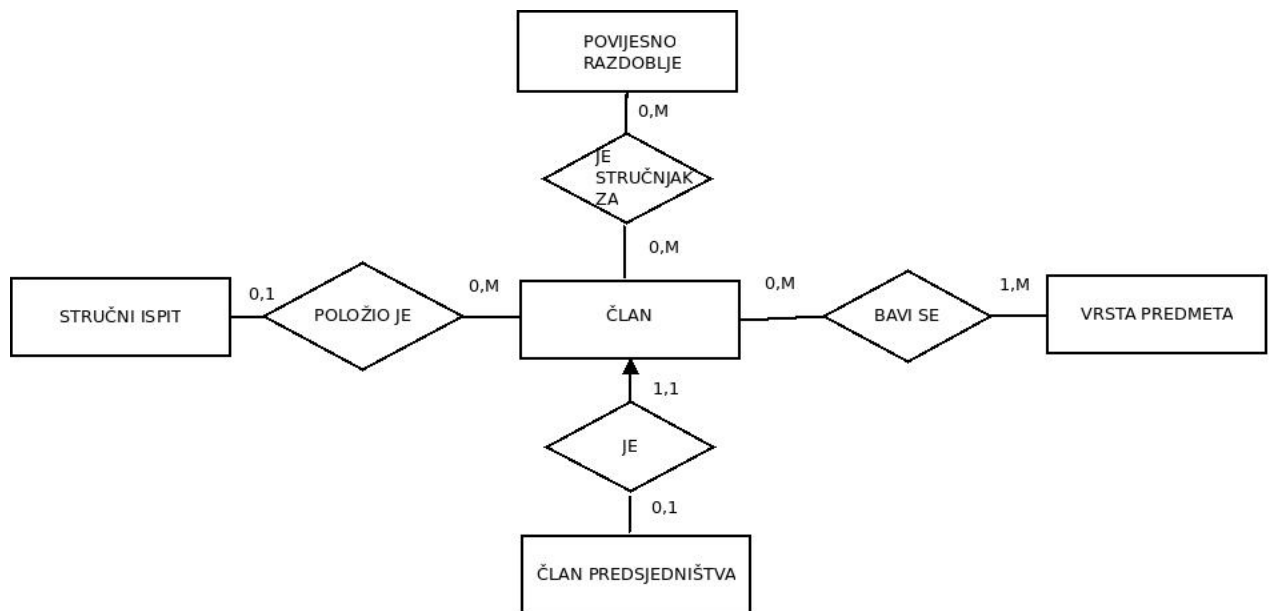 POVIJESNO
RAZDOBLJE
0,M
JE
STRUČNJAK
ZA
0,M
STRUČNI ISPIT
0,1
POLOŽIO JE
0,M
ČLAN
0,M
BAVI SE
1,M
VRSTA PREDMETA
1,1
JE
0,1
ČLAN PREDSJEDNIŠTVA